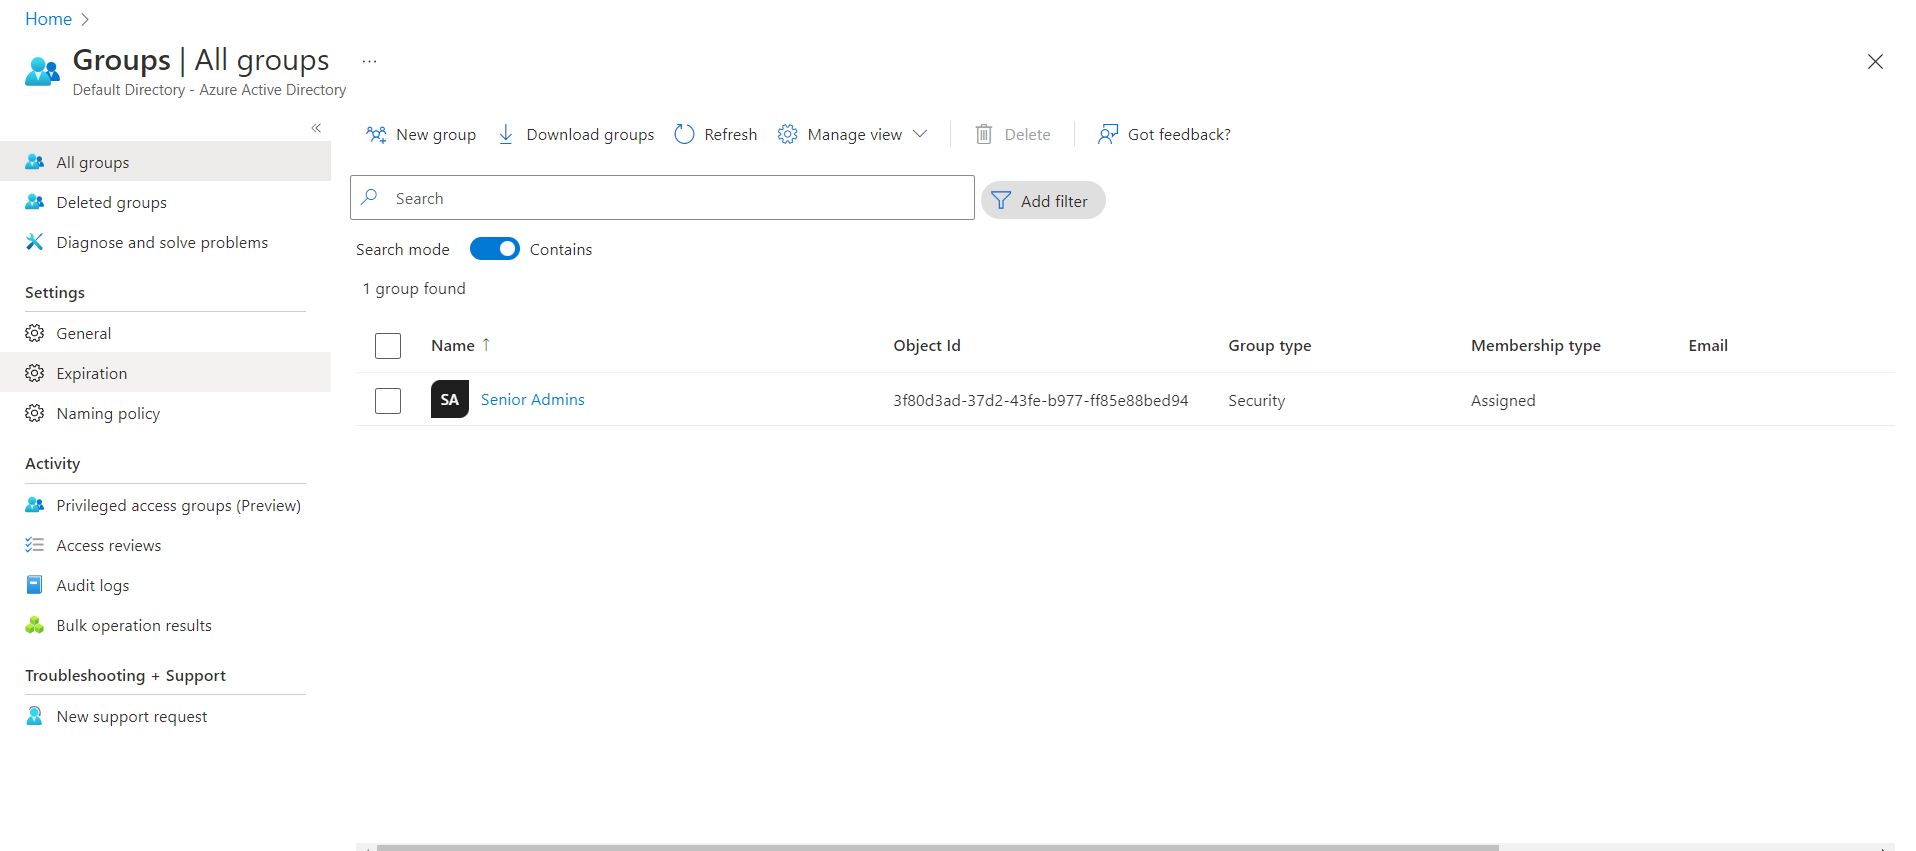 Home
Groups | All groups
Default Directory - Azure Active Directory
All groups
Deleted groups
Diagnose and solve problems
Settings
General
Expiration
Naming policy
Activity
Privileged access groups (Preview)
Access reviews
Audit logs
Bulk operation results
Troubleshooting + Support
New support request
New group Download groups Refresh Manage view Delete Got feedback?
Search Add filter
Search mode Contains
1 group found
Name Object Id Group type Membership type Email
SA Senior Admins 3f80d3ad-37d2-43fe-b977-ff85e88bed94 Security Assigned